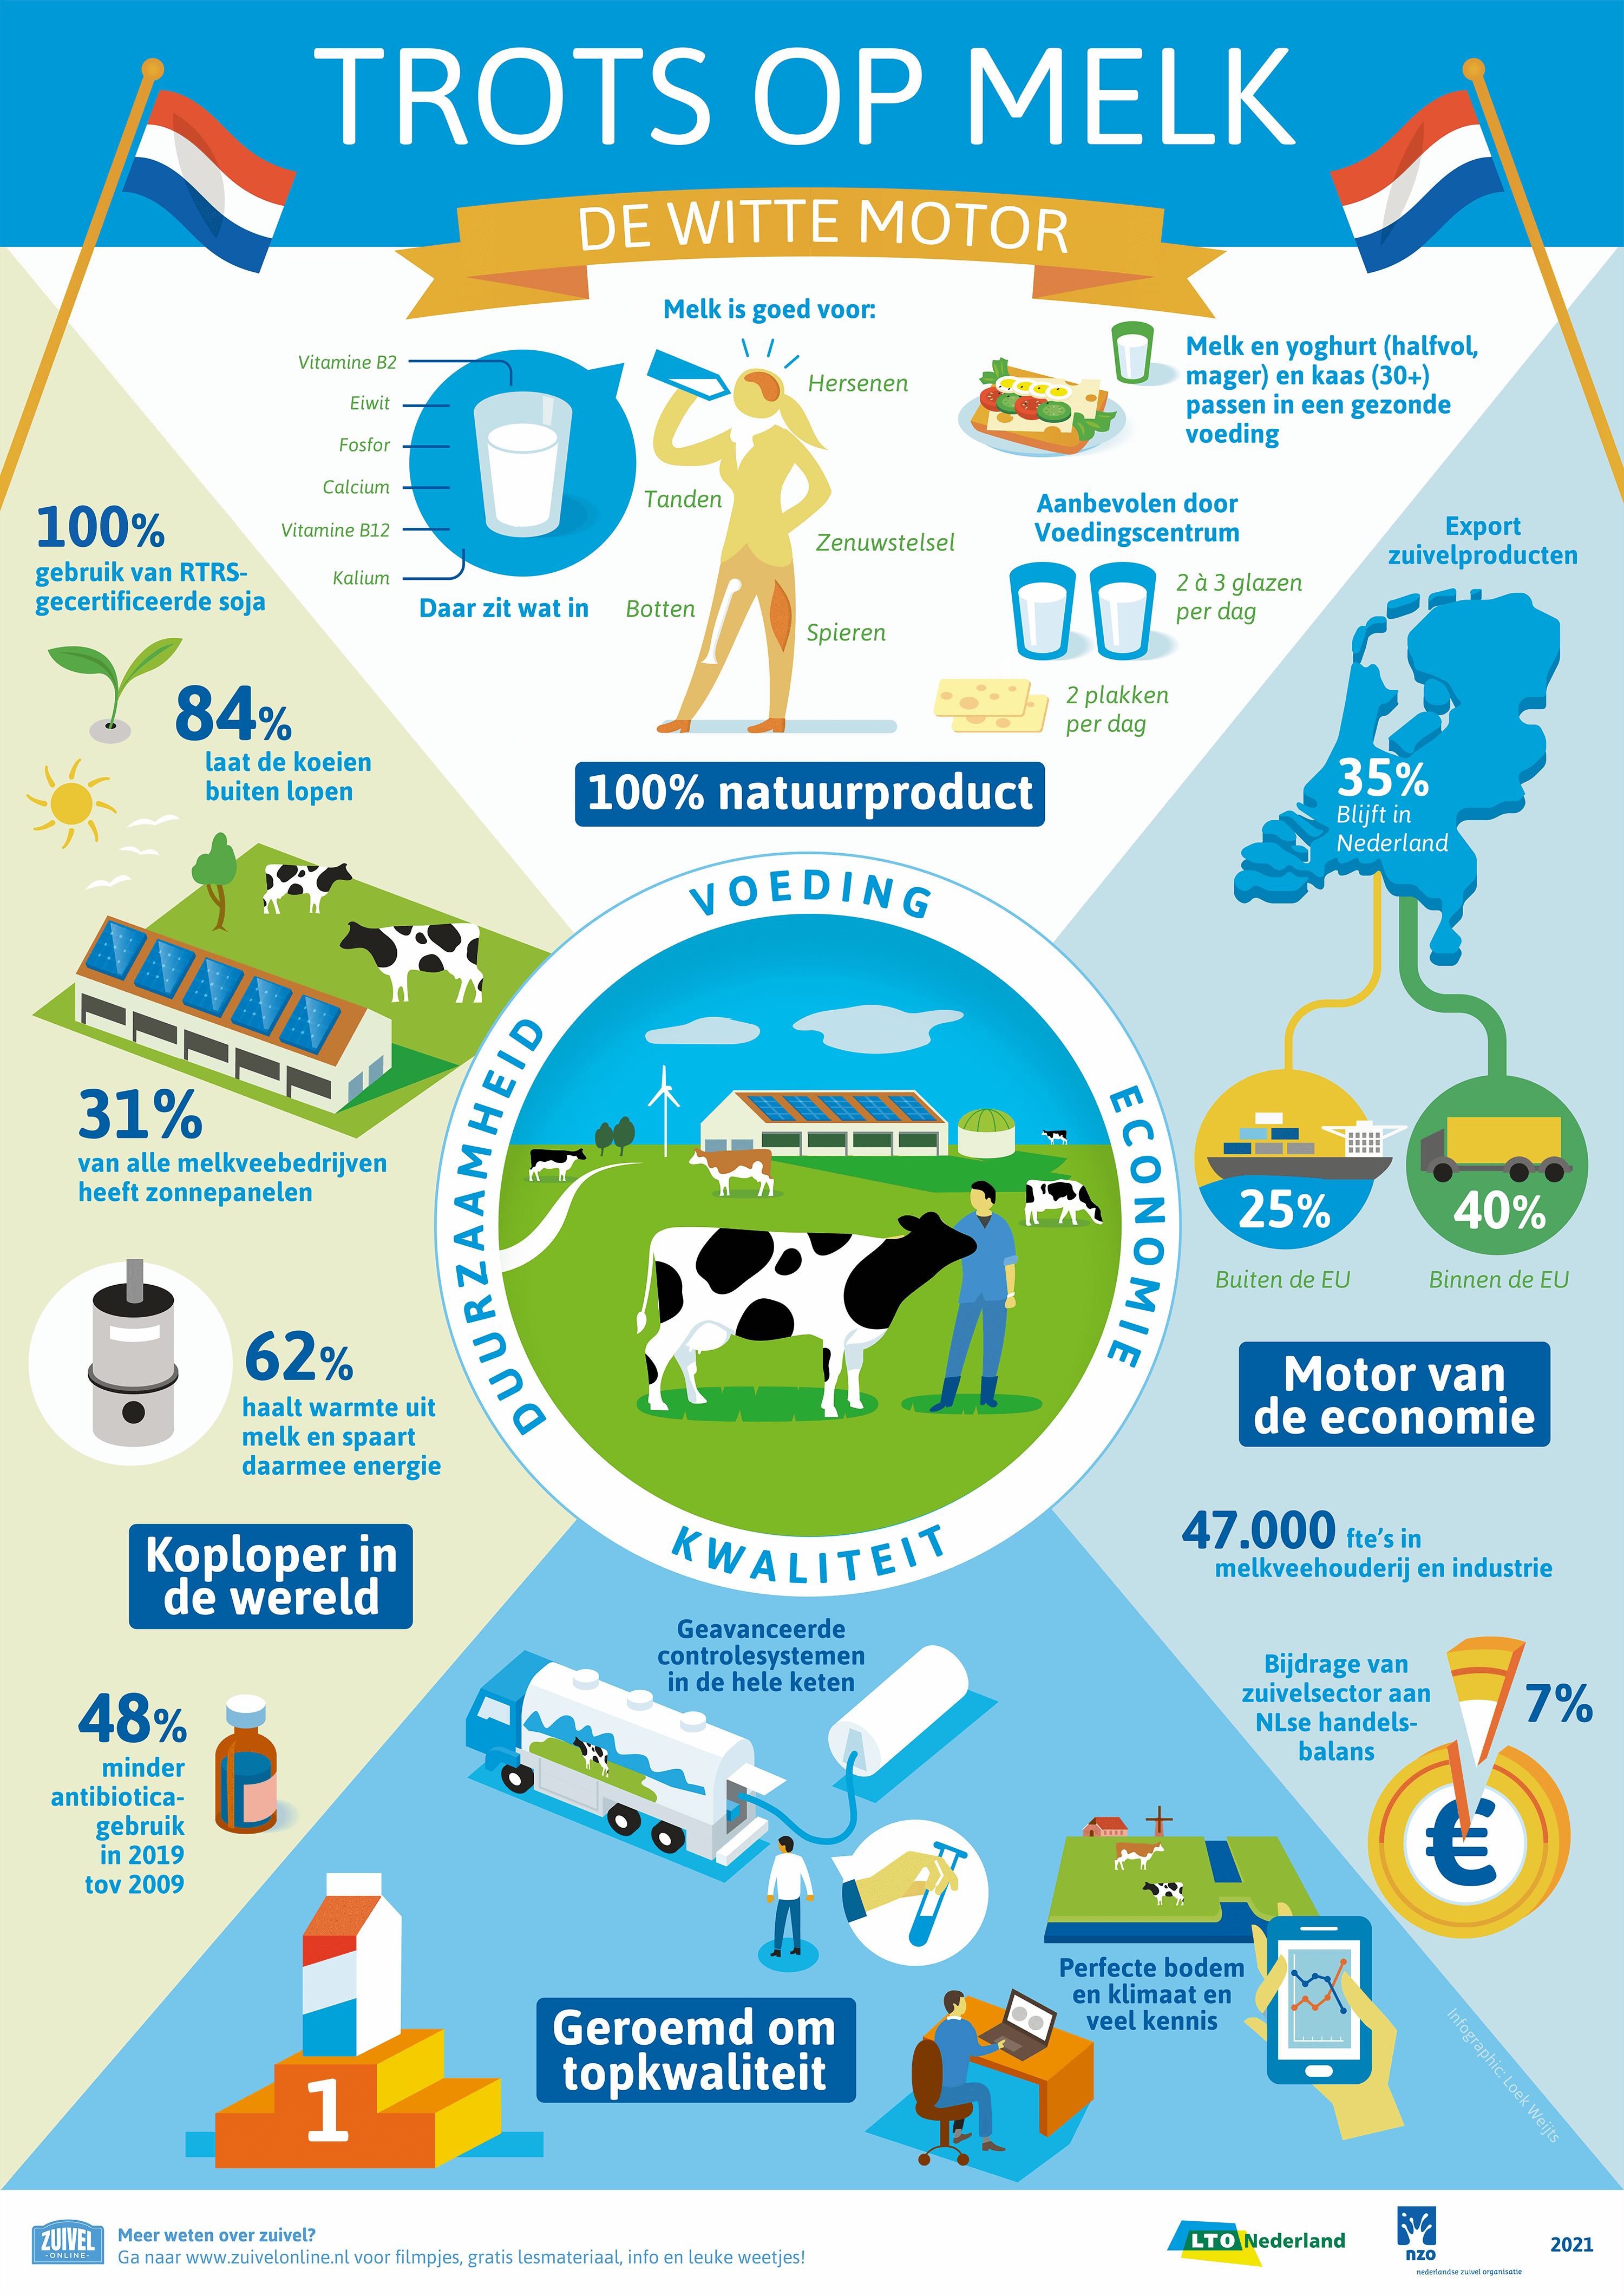 TROTS OP MELK
DE WITTE MOTOR
Melk is goed voor:
Vitamine B2
Eiwit
Fosfor
Calcium
Vitamine B12
Kalium
Daar zit wat in
Hersenen
Tanden
Zenuwstelsel
Botten
Spieren
Melk en yoghurt (halfvol,
mager) en kaas (30+)
passen in een gezonde
voeding
Aanbevolen door
Voedingscentrum
2 à 3 glazen
per dag
2 plakken
per dag
100% natuurproduct
100%
gebruik van RTRS-
gecertificeerde soja
84%
laat de koeien
buiten lopen
31%
van alle melkveebedrijven
heeft zonnepanelen
62%
haalt warmte uit
melk en spaart
daarmee energie
Koploper in
de wereld
48%
minder
antibiotica-
gebruik
in 2019
tov 2009
VOEDING
DUURZAAMHEID
ECONOMIE
KWALITEIT
Export
zuivelproducten
35%
Blijft in
Nederland
25%
Buiten de EU
40%
Binnen de EU
Motor van
de economie
47.000 fte's in
melkveehouderij en industrie
Bijdrage van
zuivelsector aan
NLse handels-
balans
7%
€
Geavanceerde
controlesystemen
in de hele keten
1
Geroemd om
topkwaliteit
Perfecte bodem
en klimaat en
veel kennis
Infographic: Loek Weijts
ZUIVEL
-ONLINE-
Meer weten over zuivel?
Ga naar www.zuivelonline.nl voor filmpjes, gratis lesmateriaal, info en leuke weetjes!
LTO Nederland
nzo
nederlandse zuivel organisatie
2021